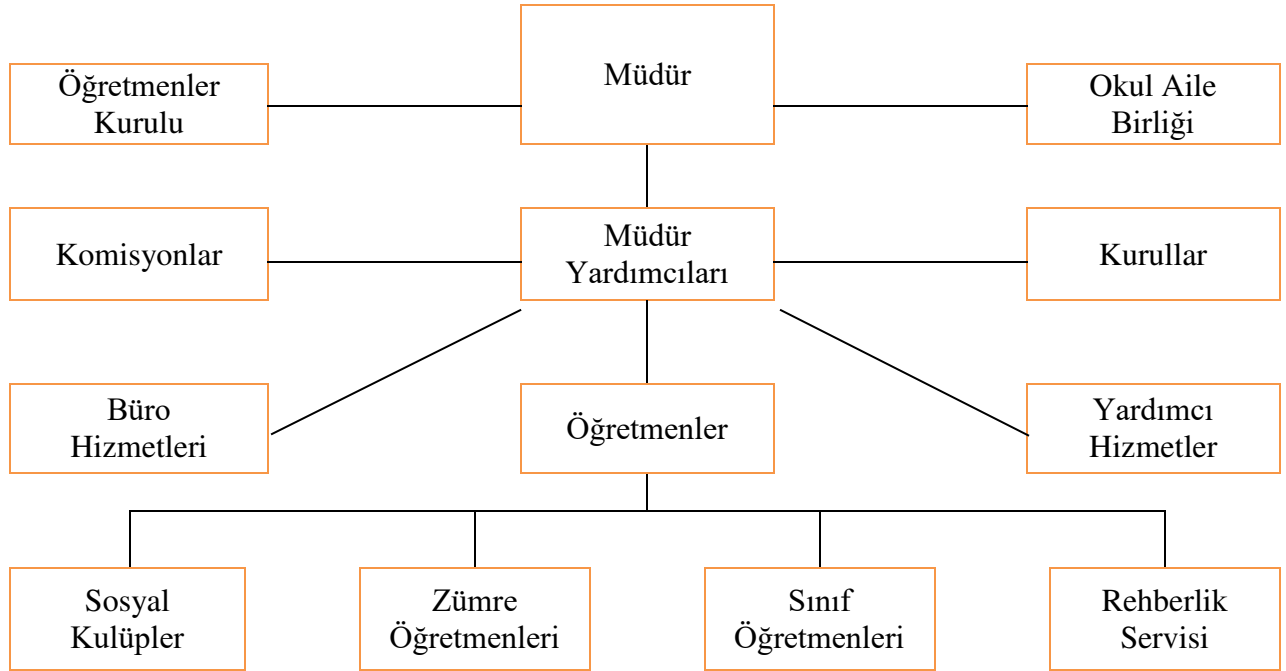 Müdür
Öğretmenler
Kurulu
Okul Aile
Birliği
Komisyonlar
Müdür
Yardımcıları
Kurullar
Büro
Hizmetleri
Öğretmenler
Yardımcı
Hizmetler
Sosyal
Kulüpler
Zümre
Öğretmenleri
Sınıf
Öğretmenleri
Rehberlik
Servisi